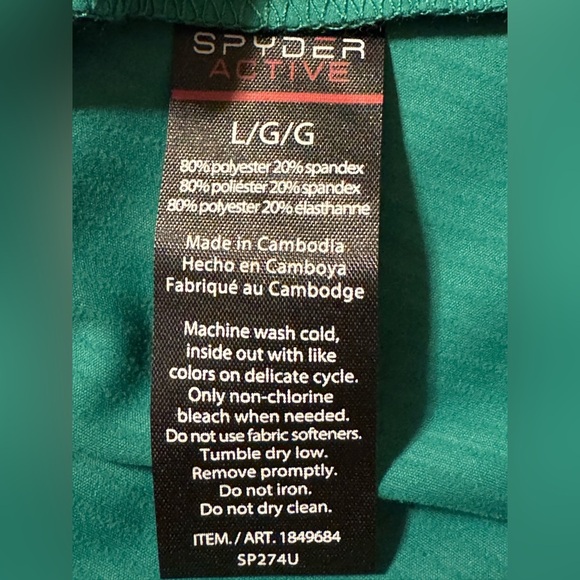 SPYDER
ACTIVE
L/G/G
80% polyester 20% spandex
80% poliéster 20% spandex
80% polyester 20% élasthanne
Made in Cambodia
Hecho en Camboya
Fabriqué au Cambodge
Machine wash cold,
inside out with like
colors on delicate cycle.
Only non-chlorine
bleach when needed.
Do not use fabric softeners.
Tumble dry low.
Remove promptly.
Do not iron.
Do not dry clean.
ITEM. / ART. 1849684
SP274U